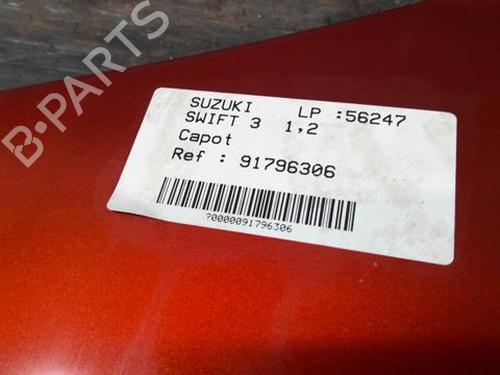 B-PARTS
SUZUKI LP :56247
SWIFT 3 1,2
Capot
Ref : 91796306
?0000091796306